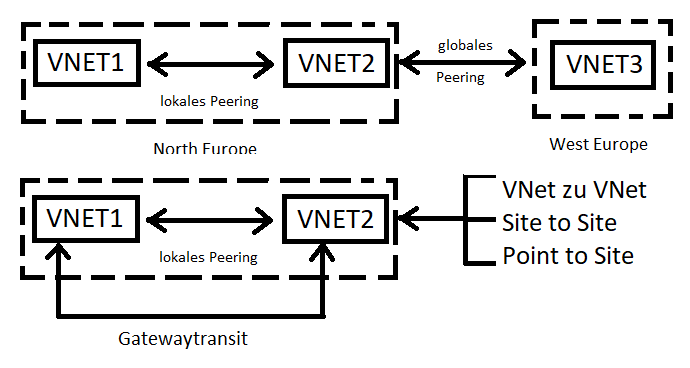 VNET1
VNET2
VNET3
lokales Peering
globales
Peering
North Europe
West Europe
VNET1
VNET2
lokales Peering
VNet zu VNet
Site to Site
Point to Site
Gatewaytransit